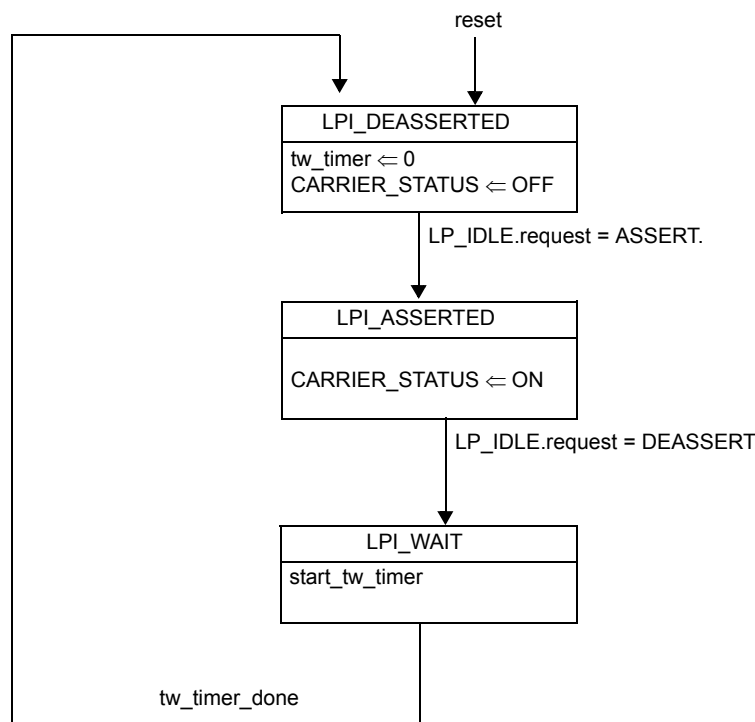 reset
LPI_DEASSERTED
tw_timer ⇐ 0
CARRIER_STATUS ⇐ OFF
LP_IDLE.request = ASSERT.
LPI_ASSERTED
CARRIER_STATUS ⇐ ON
LP_IDLE.request = DEASSERT
LPI_WAIT
start_tw_timer
tw_timer_done